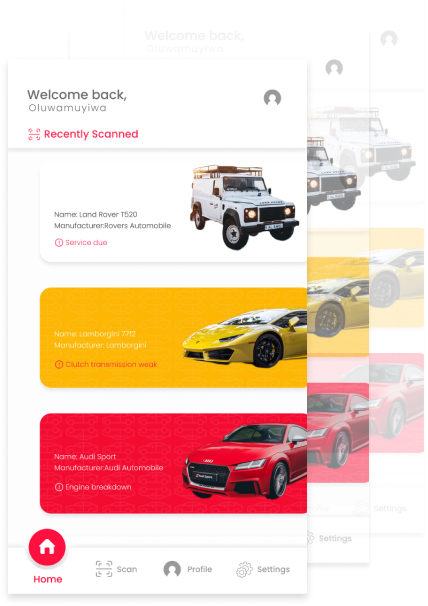 Welcome back,
Oluwamuyiwa
Recently Scanned
Name: Land Rover T520
Manufacturer:Rovers Automobile
Service due
Name: Lamborgini 77f2
Manufacturer: Lamborgini
Clutch transmission weak
Name: Audi Sport
Manufacturer:Audi Automobile
Engine breakdown
Home
Scan
Profile
Settings
Welcome back,
Oluwamuyiwa
Settings
Settings